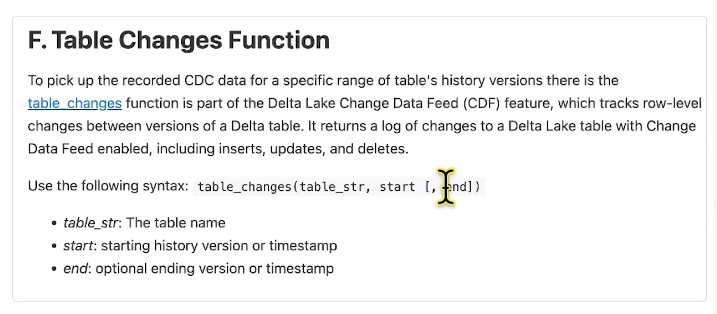 F. Table Changes Function
To pick up the recorded CDC data for a specific range of table's history versions there is the
table_changes function is part of the Delta Lake Change Data Feed (CDF) feature, which tracks row-level
changes between versions of a Delta table. It returns a log of changes to a Delta Lake table with Change
Data Feed enabled, including inserts, updates, and deletes.
Use the following syntax: table_changes(table_str, start [, end])
• table_str: The table name
• start: starting history version or timestamp
• end: optional ending version or timestamp